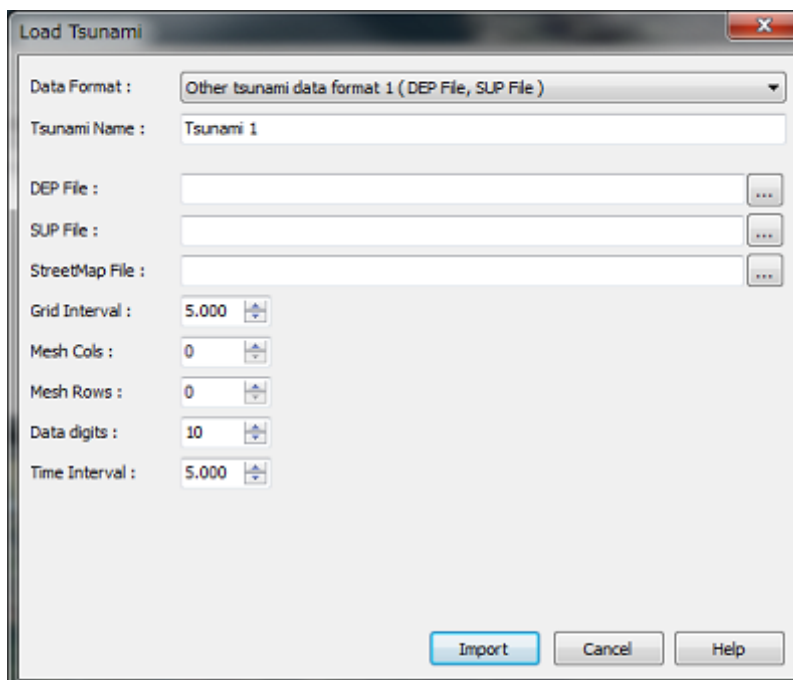 Load Tsunami
Data Format : Other tsunami data format 1 ( DEP File, SUP File )
Tsunami Name : Tsunami 1
DEP File : ...
SUP File : ...
StreetMap File : ...
Grid Interval : 5.000
Mesh Cols : 0
Mesh Rows : 0
Data digits : 10
Time Interval : 5.000
Import Cancel Help